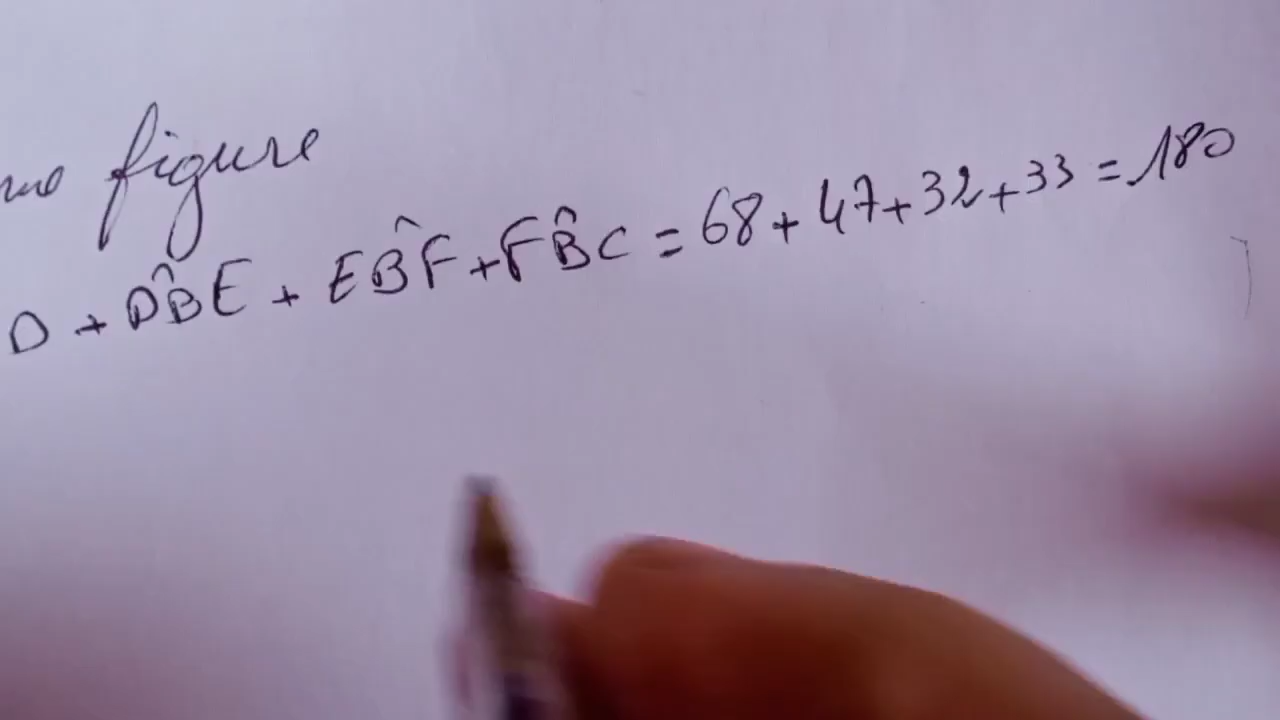 figure
D + DB̂E + EB̂F + FB̂C = 68 + 47 + 32 + 33 = 180